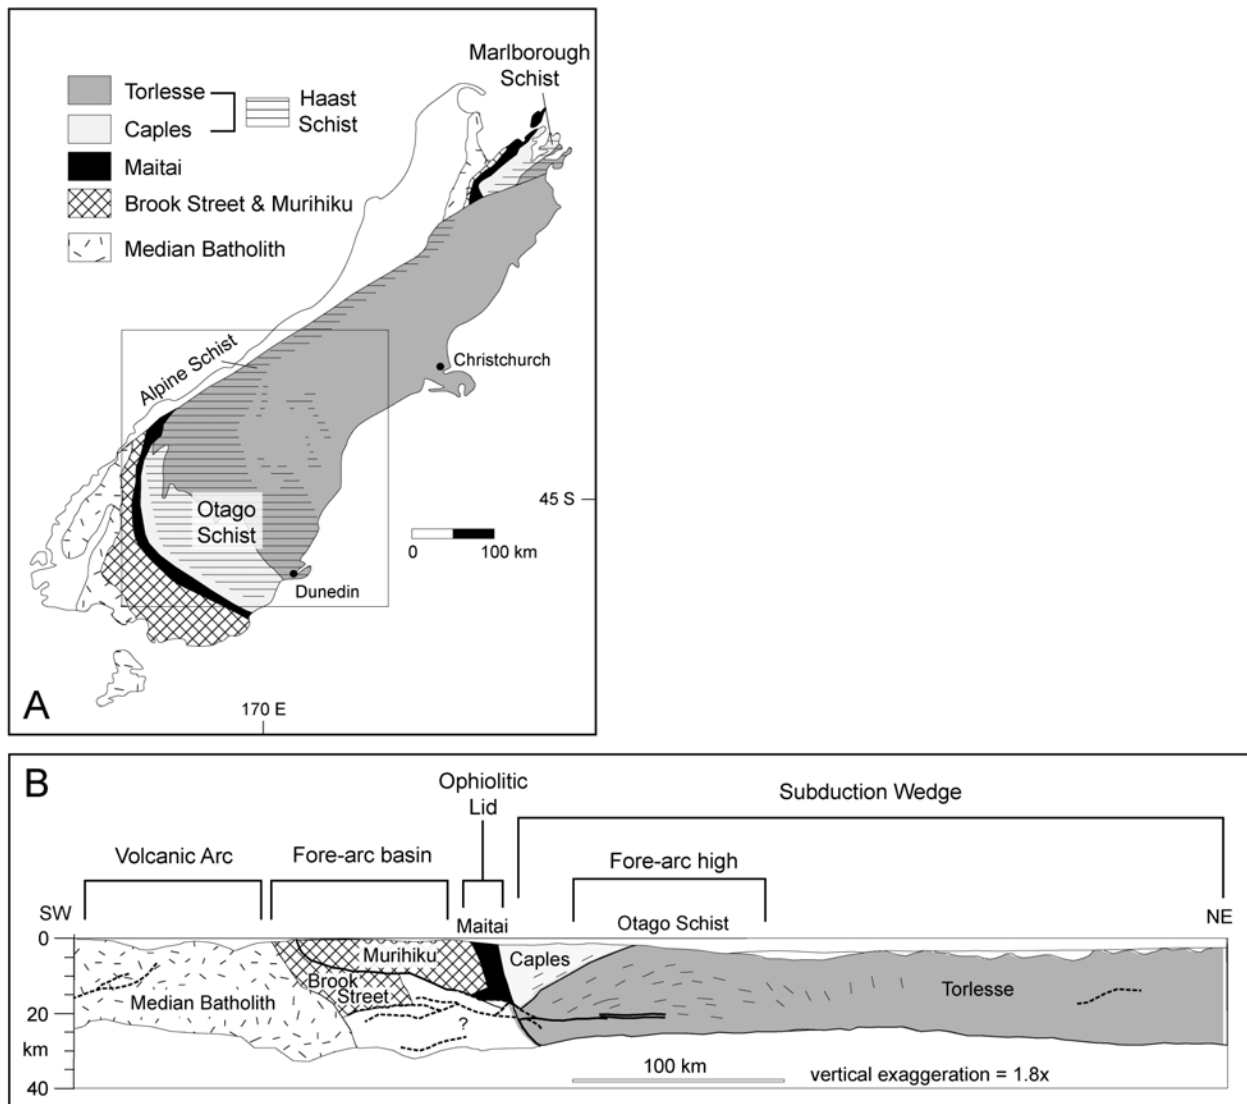 Marlborough
Schist
Torlesse
Caples
Haast
Schist
Maitai
Brook Street & Murihiku
Median Batholith
Alpine Schist
Christchurch
45 S
Otago
Schist
0 100 km
Dunedin
170 E
A
B
Ophiolitic
Lid
Subduction Wedge
Volcanic Arc
Fore-arc basin
Fore-arc high
SW
Maitai
Otago Schist
NE
0
Murihiku
Caples
Brook
Street
Median Batholith
Torlesse
20
?
km
100 km
vertical exaggeration = 1.8x
40